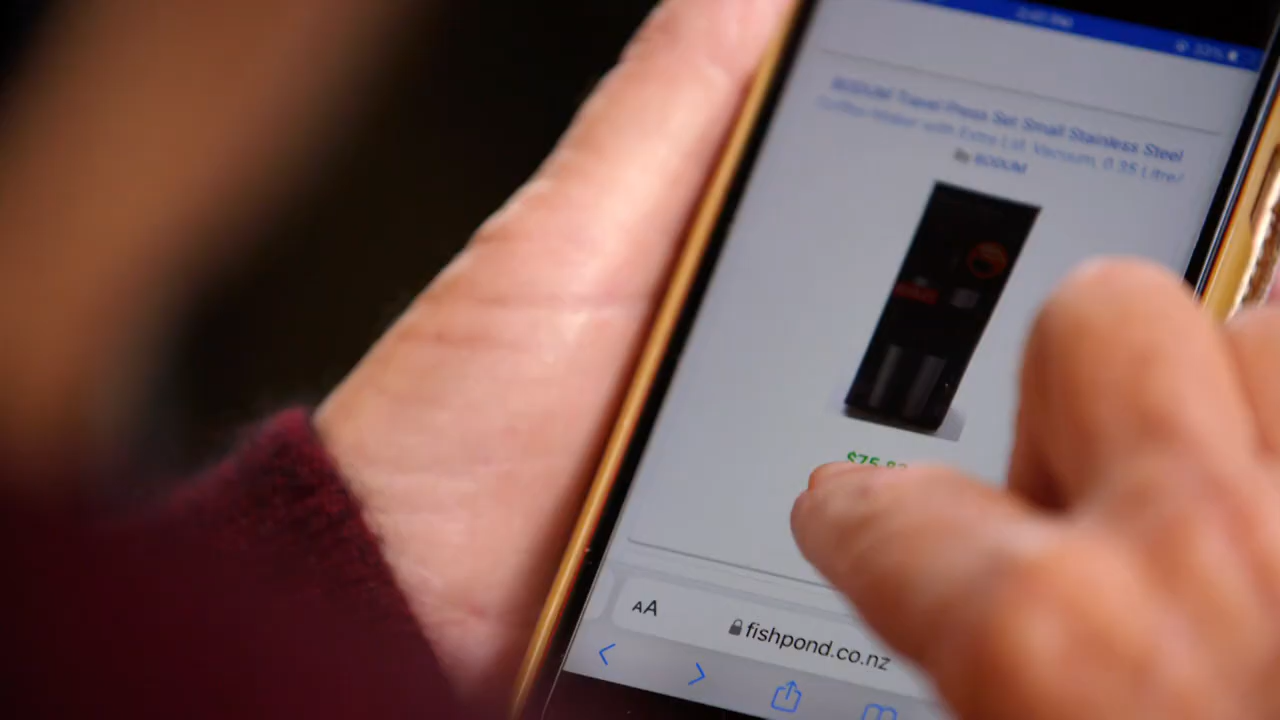 BODUM Travel Press Set Small Stainless Steel
Coffee Maker with Extra Lid, Vacuum, 0.35 Litre/
By BODUM
AA
fishpond.co.nz